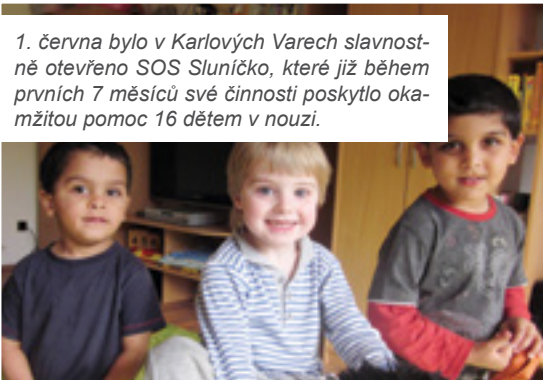 1. června bylo v Karlových Varech slavnost-
ně otevřeno SOS Sluníčko, které již během
prvních 7 měsíců své činnosti poskytlo oka-
mžitou pomoc 16 dětem v nouzi.